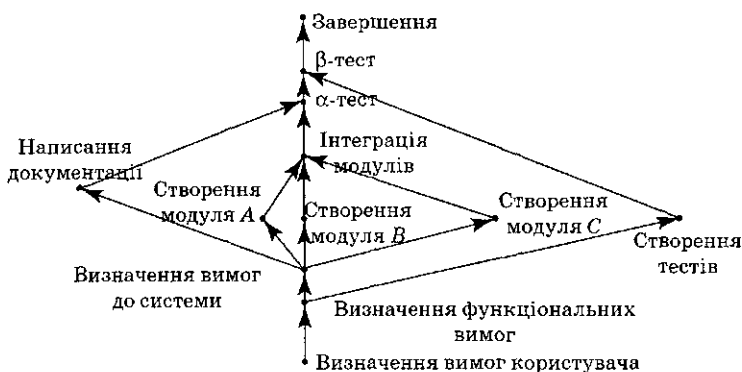 Завершення
β-тест
α-тест
Написання
документації
Інтеграція
модулів
Створення
модуля A
Створення
модуля B
Створення
модуля C
Створення
тестів
Визначення вимог
до системи
Визначення функціональних
вимог
Визначення вимог користувача